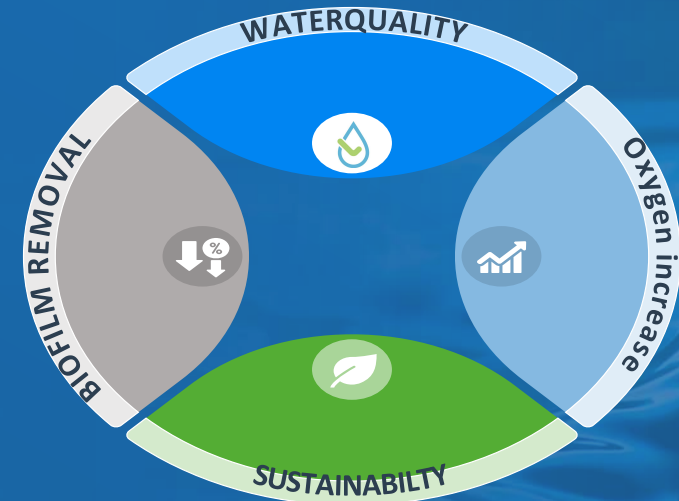 WATERQUALITY
BIOFILM REMOVAL
%
Oxygen increase
SUSTAINABILTY